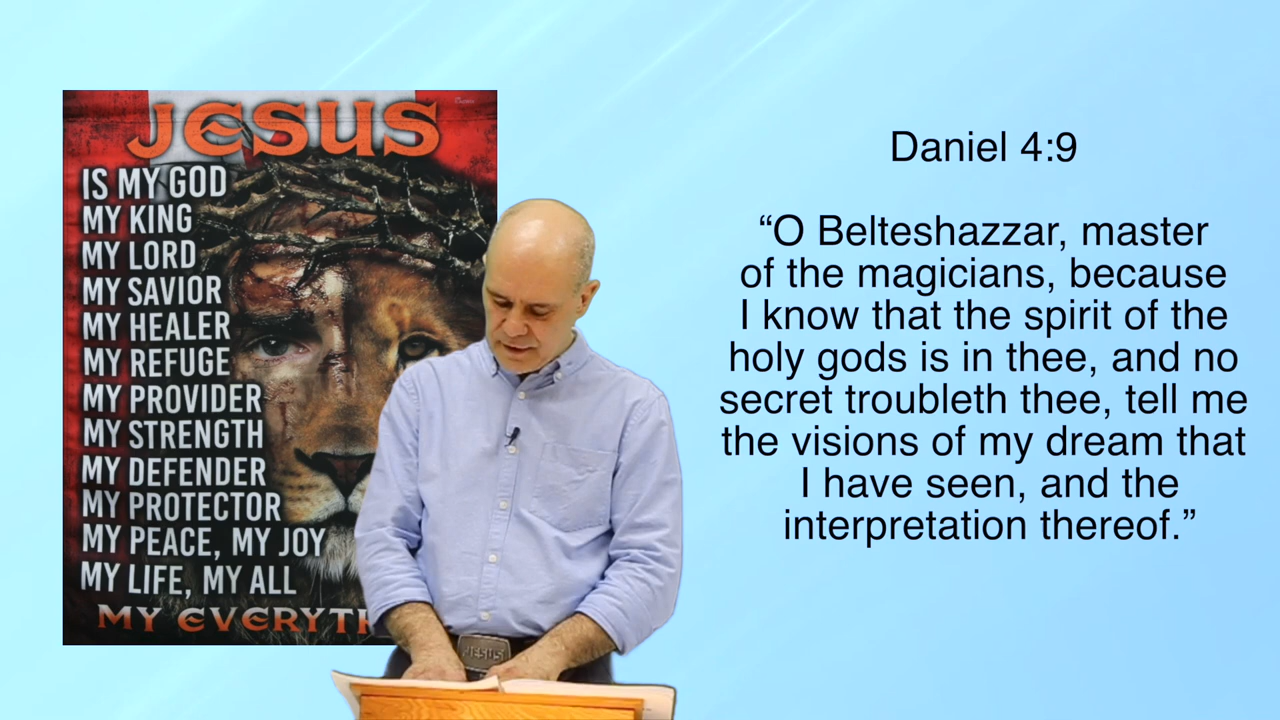 JESUS
IS MY GOD
MY KING
MY LORD
MY SAVIOR
MY HEALER
MY REFUGE
MY PROVIDER
MY STRENGTH
MY DEFENDER
MY PROTECTOR
MY PEACE, MY JOY
MY LIFE, MY ALL
MY EVERYTH
JESUS
Daniel 4:9
“O Belteshazzar, master
of the magicians, because
I know that the spirit of the
holy gods is in thee, and no
secret troubleth thee, tell me
the visions of my dream that
I have seen, and the
interpretation thereof.”